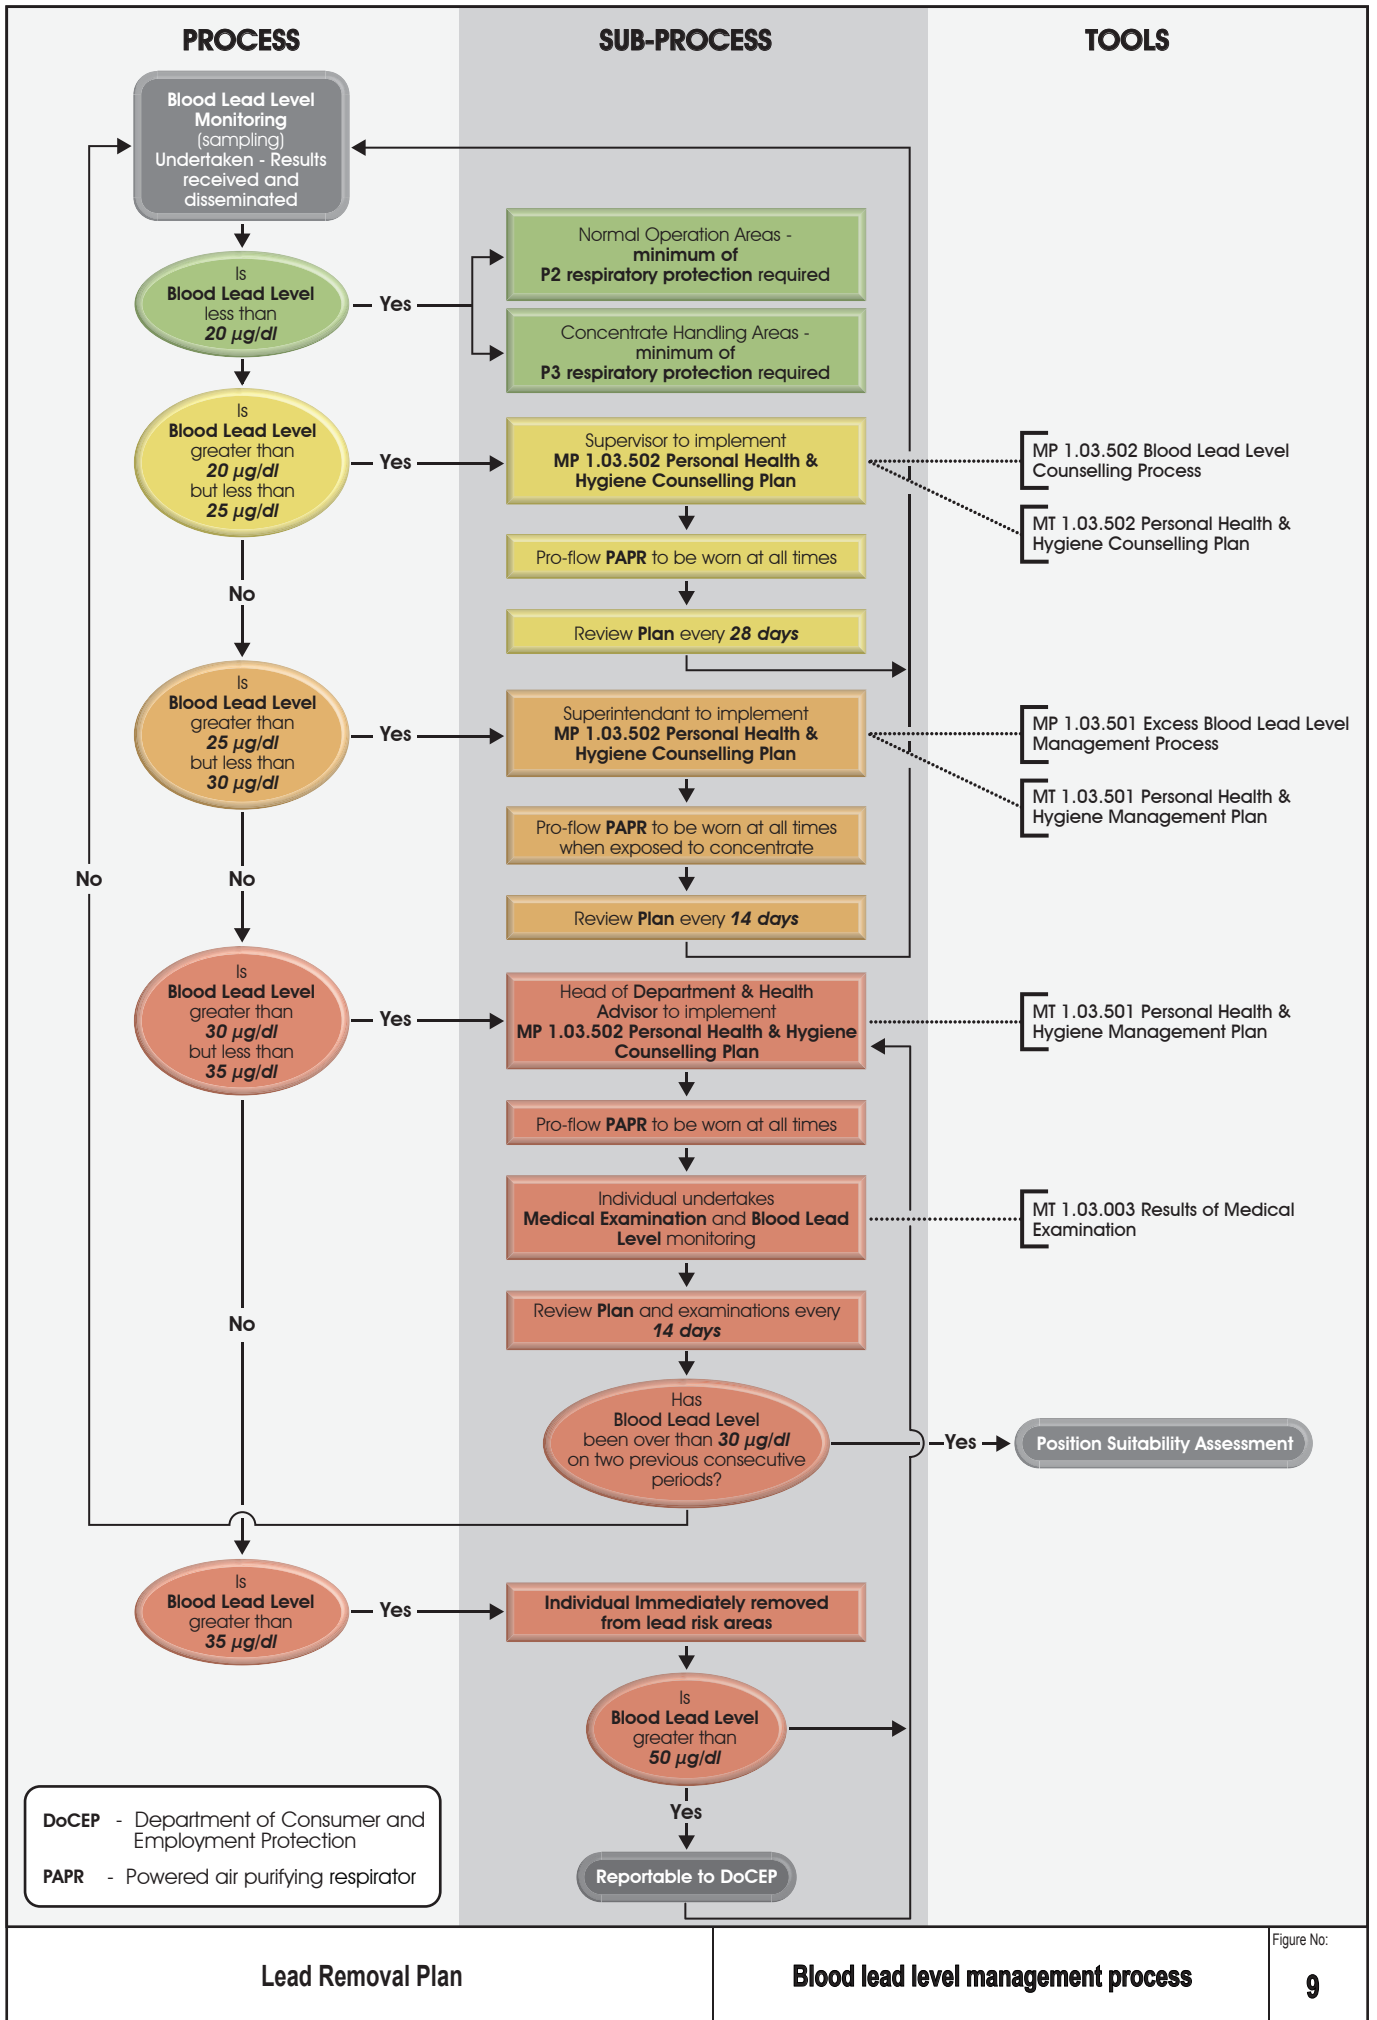 PROCESS
SUB-PROCESS
TOOLS
Blood Lead Level
Monitoring
(sampling)
Undertaken - Results
received and
disseminated
Is
Blood Lead Level
less than
20 µg/dl
Yes
Normal Operation Areas -
minimum of
P2 respiratory protection required
Concentrate Handling Areas -
minimum of
P3 respiratory protection required
Is
Blood Lead Level
greater than
20 µg/dl
but less than
25 µg/dl
Yes
Supervisor to implement
MP 1.03.502 Personal Health &
Hygiene Counselling Plan
MP 1.03.502 Blood Lead Level
Counselling Process
MT 1.03.502 Personal Health &
Hygiene Counselling Plan
Pro-flow PAPR to be worn at all times
Review Plan every 28 days
No
Is
Blood Lead Level
greater than
25 µg/dl
but less than
30 µg/dl
Yes
Superintendant to implement
MP 1.03.502 Personal Health &
Hygiene Counselling Plan
MP 1.03.501 Excess Blood Lead Level
Management Process
MT 1.03.501 Personal Health &
Hygiene Management Plan
Pro-flow PAPR to be worn at all times
when exposed to concentrate
Review Plan every 14 days
No
No
Is
Blood Lead Level
greater than
30 µg/dl
but less than
35 µg/dl
Yes
Head of Department & Health
Advisor to implement
MP 1.03.502 Personal Health & Hygiene
Counselling Plan
MT 1.03.501 Personal Health &
Hygiene Management Plan
Pro-flow PAPR to be worn at all times
Individual undertakes
Medical Examination and Blood Lead
Level monitoring
MT 1.03.003 Results of Medical
Examination
Review Plan and examinations every
14 days
No
Has
Blood Lead Level
been over than 30 µg/dl
on two previous consecutive
periods?
Yes
Position Suitability Assessment
Is
Blood Lead Level
greater than
35 µg/dl
Yes
Individual Immediately removed
from lead risk areas
Is
Blood Lead Level
greater than
50 µg/dl
Yes
Reportable to DoCEP
DoCEP - Department of Consumer and
Employment Protection
PAPR - Powered air purifying respirator
Lead Removal Plan
Blood lead level management process
Figure No:
9